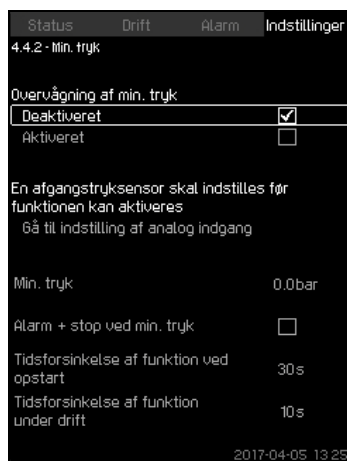 Status Drift Alarm Indstillinger
4.4.2 - Min. tryk
Overvågning af min. tryk
Deaktiveret
Aktiveret
En afgangstryksensor skal indstilles før
funktionen kan aktiveres
Gå til indstilling af analog indgang
Min. tryk 0.0bar
Alarm + stop ved min. tryk
Tidsforsinkelse af funktion ved
opstart 30s
Tidsforsinkelse af funktion
under drift 10s
2017-04-05 13:25